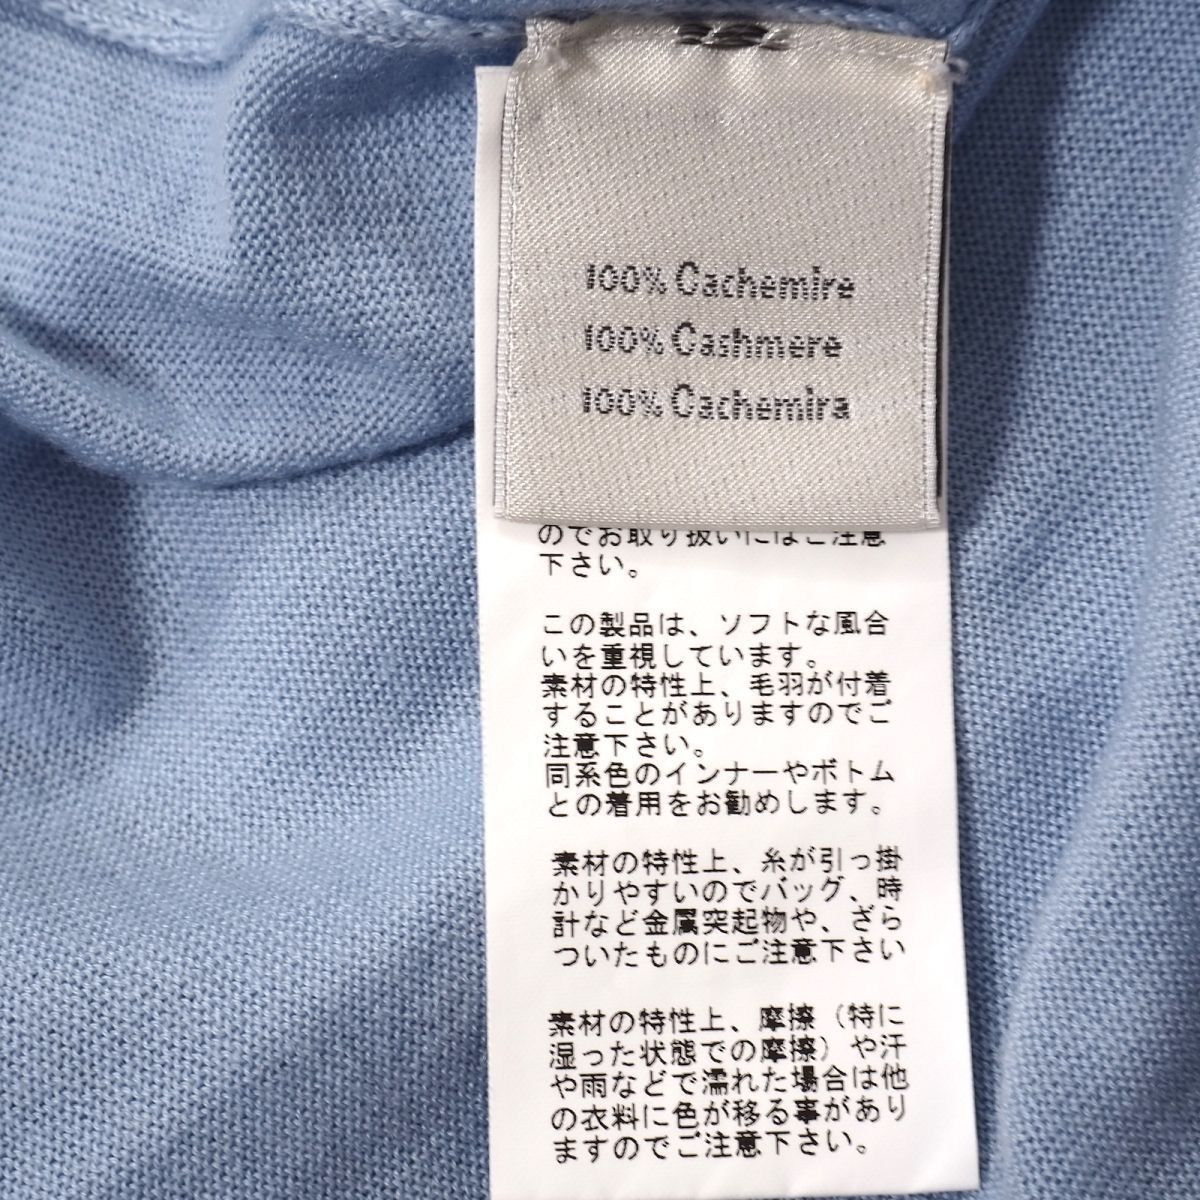 100% Cachemire
100% Cashmere
100% Cachemira
のでお取り扱いにはご注意
下さい。
この製品は、ソフトな風合
いを重視しています。
素材の特性上、毛羽が付着
することがありますのでご
注意下さい。
同系色のインナーやボトム
との着用をお勧めします。
素材の特性上、糸が引っ掛
かりやすいのでバッグ、時
計など金属突起物や、ざら
ついたものにご注意下さい
素材の特性上、摩擦（特に
湿った状態での摩擦）や汗
や雨などで濡れた場合は他
の衣料に色が移る事があり
ますのでご注意下さい。